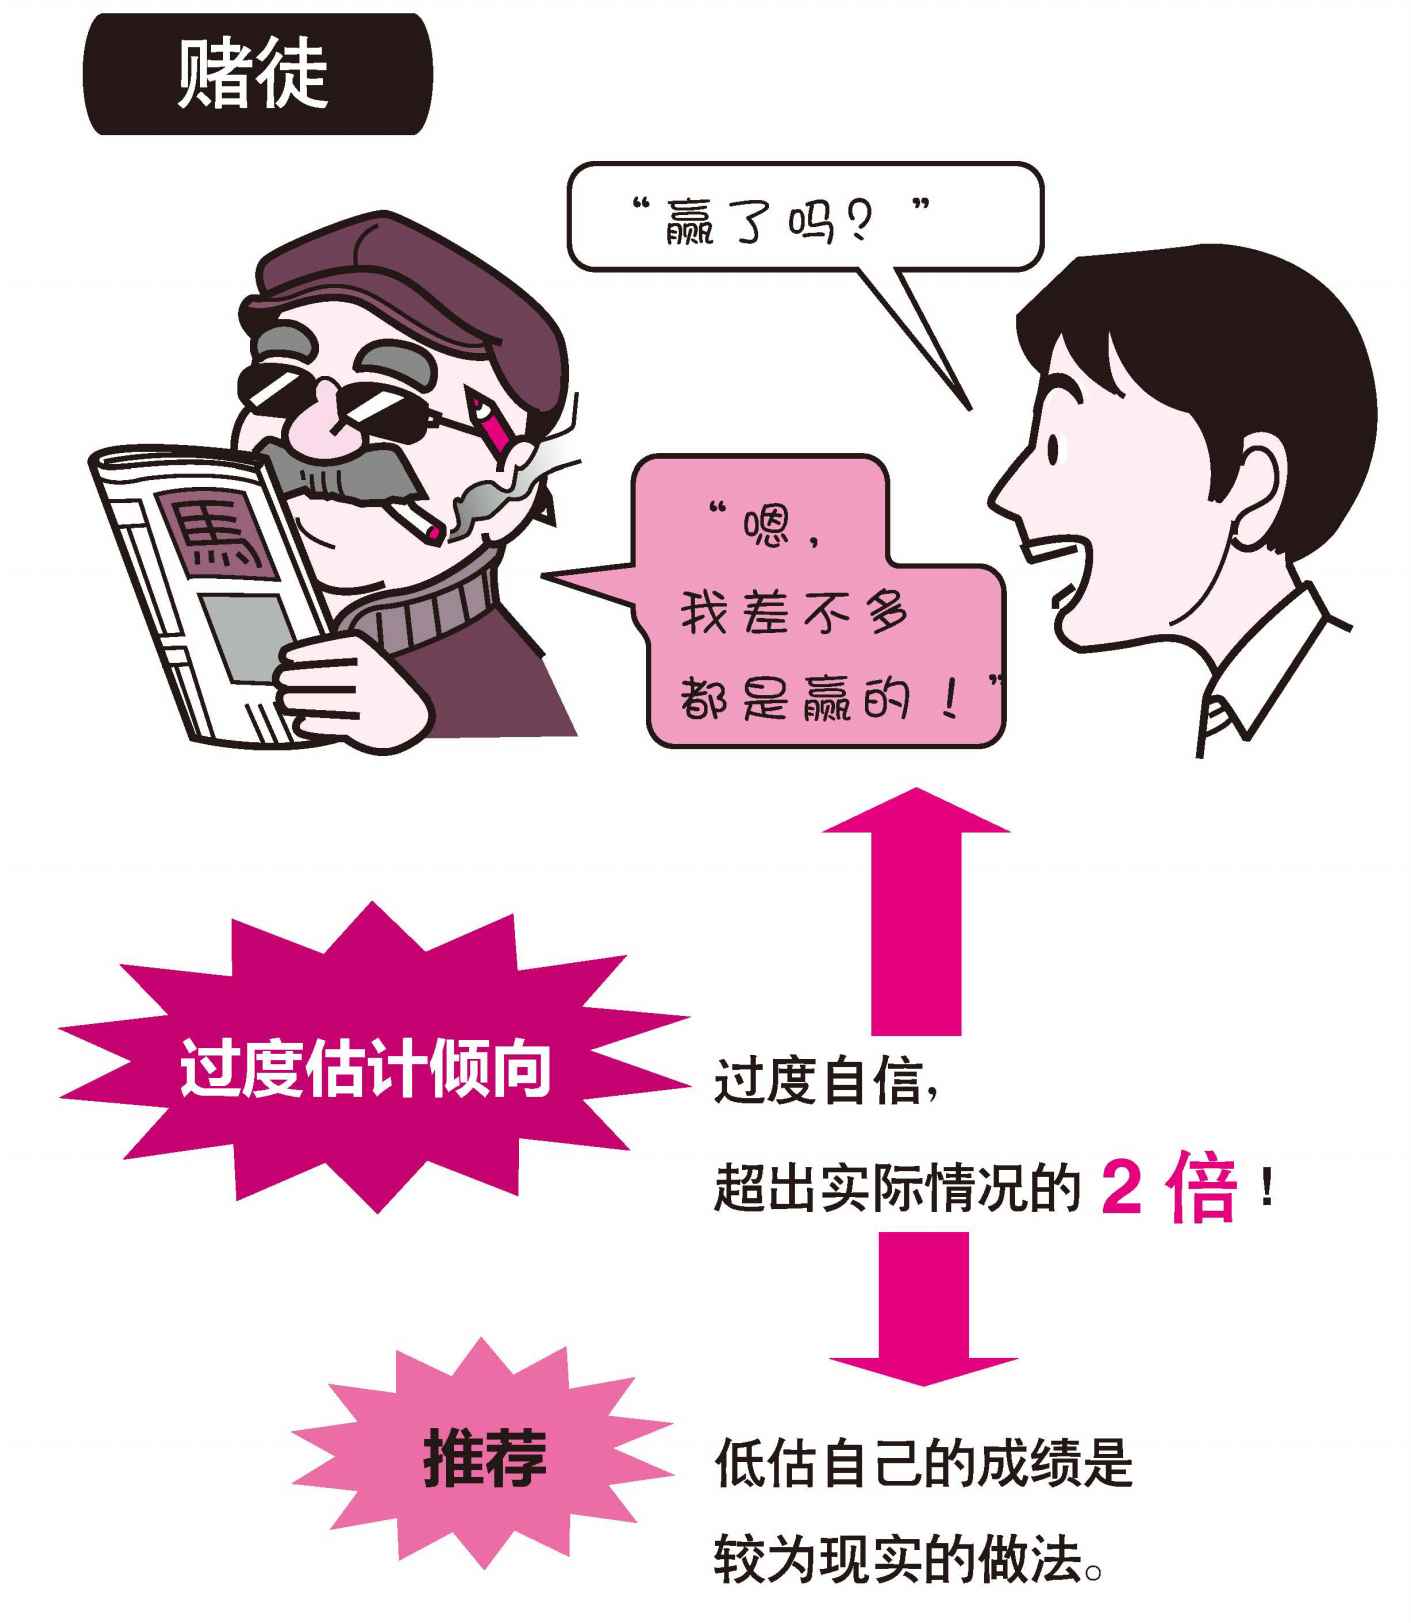 赌徒
“赢了吗？”
馬
“嗯，
我差不多
都是赢的！”
过度估计倾向
过度自信，
超出实际情况的 2 倍！
推荐
低估自己的成绩是
较为现实的做法。